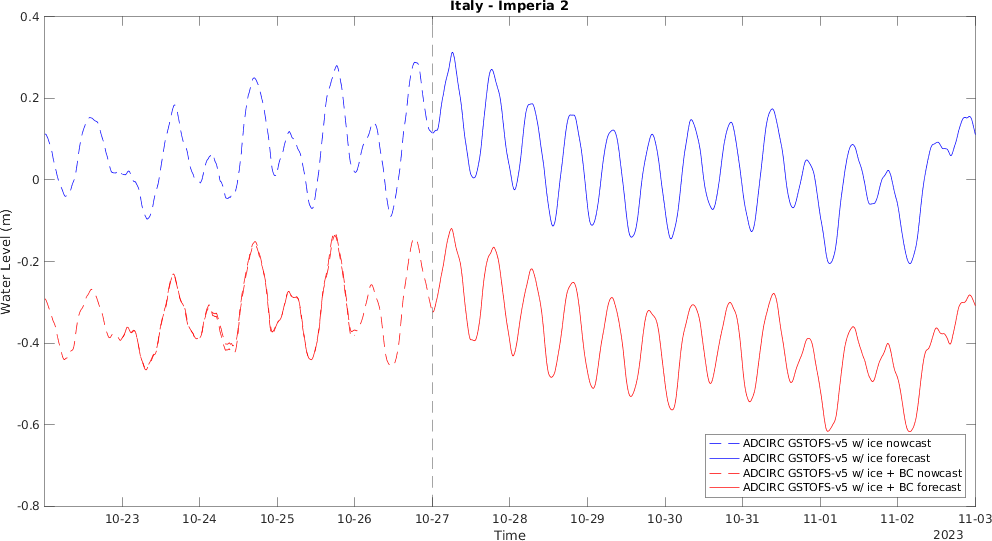 Italy - Imperia 2
0.4
0.2
0
-0.2
-0.4
-0.6
-0.8
Water Level (m)
ADCIRC GSTOFS-v5 w/ ice nowcast
ADCIRC GSTOFS-v5 w/ ice forecast
ADCIRC GSTOFS-v5 w/ ice + BC nowcast
ADCIRC GSTOFS-v5 w/ ice + BC forecast
10-23 10-24 10-25 10-26 10-27 10-28 10-29 10-30 10-31 11-01 11-02 11-03
Time
2023